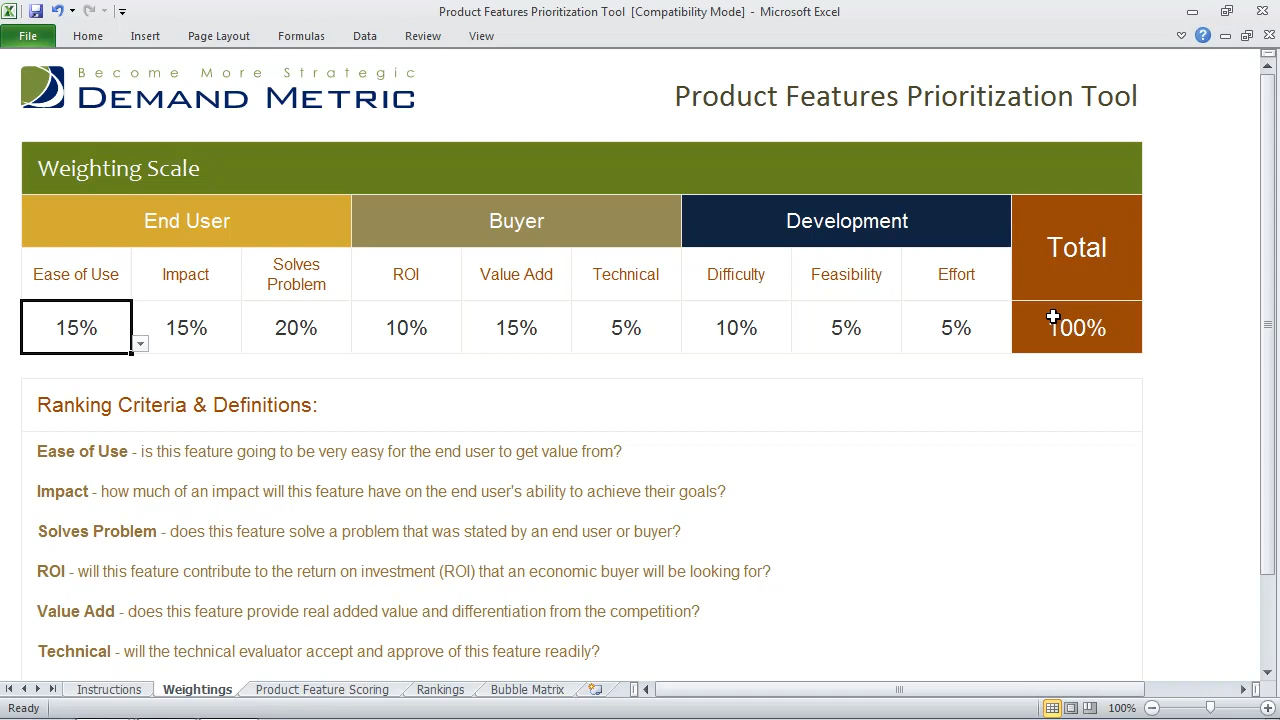 Product Features Prioritization Tool [Compatibility Mode] - Microsoft Excel
File Home Insert Page Layout Formulas Data Review View
Become More Strategic
DEMAND METRIC
Product Features Prioritization Tool
Weighting Scale
End User Buyer Development Total
Ease of Use Impact Solves Problem ROI Value Add Technical Difficulty Feasibility Effort
15% 15% 20% 10% 15% 5% 10% 5% 5% 100%
Ranking Criteria & Definitions:
Ease of Use - is this feature going to be very easy for the end user to get value from?
Impact - how much of an impact will this feature have on the end user's ability to achieve their goals?
Solves Problem - does this feature solve a problem that was stated by an end user or buyer?
ROI - will this feature contribute to the return on investment (ROI) that an economic buyer will be looking for?
Value Add - does this feature provide real added value and differentiation from the competition?
Technical - will the technical evaluator accept and approve of this feature readily?
Instructions Weightings Product Feature Scoring Rankings Bubble Matrix
Ready 100%